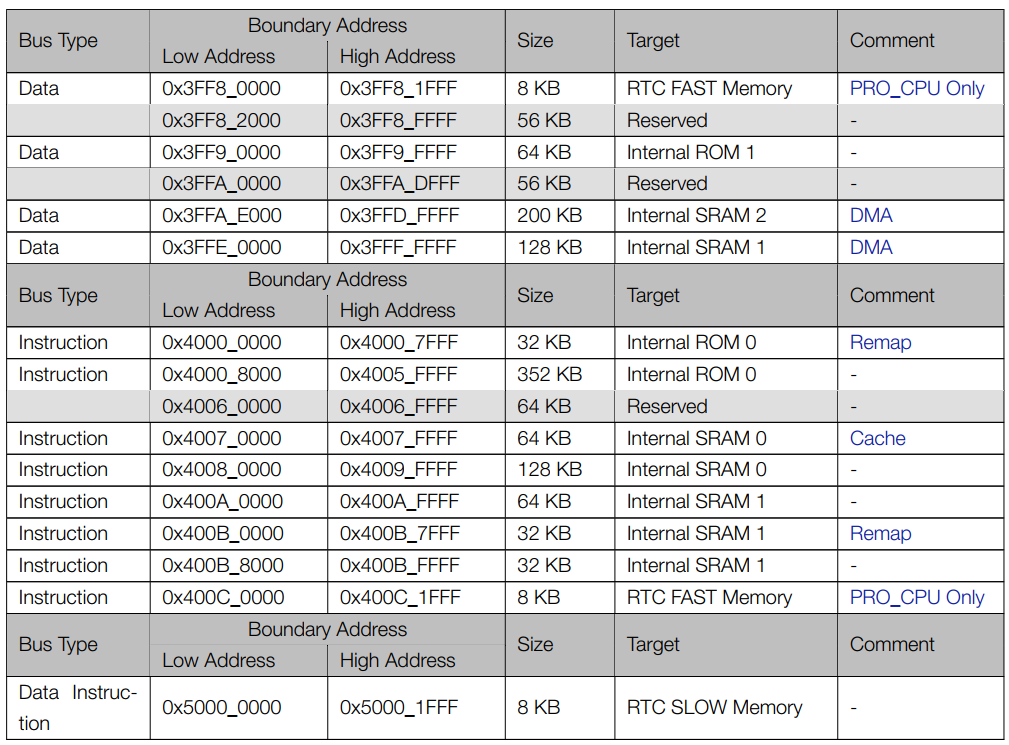 Bus Type Boundary Address Size Target Comment
Low Address High Address
Data 0x3FF8_0000 0x3FF8_1FFF 8 KB RTC FAST Memory PRO_CPU Only
0x3FF8_2000 0x3FF8_FFFF 56 KB Reserved -
Data 0x3FF9_0000 0x3FF9_FFFF 64 KB Internal ROM 1 -
0x3FFA_0000 0x3FFA_DFFF 56 KB Reserved -
Data 0x3FFA_E000 0x3FFD_FFFF 200 KB Internal SRAM 2 DMA
Data 0x3FFE_0000 0x3FFF_FFFF 128 KB Internal SRAM 1 DMA
Bus Type Boundary Address Size Target Comment
Low Address High Address
Instruction 0x4000_0000 0x4000_7FFF 32 KB Internal ROM 0 Remap
Instruction 0x4000_8000 0x4005_FFFF 352 KB Internal ROM 0 -
0x4006_0000 0x4006_FFFF 64 KB Reserved -
Instruction 0x4007_0000 0x4007_FFFF 64 KB Internal SRAM 0 Cache
Instruction 0x4008_0000 0x4009_FFFF 128 KB Internal SRAM 0 -
Instruction 0x400A_0000 0x400A_FFFF 64 KB Internal SRAM 1 -
Instruction 0x400B_0000 0x400B_7FFF 32 KB Internal SRAM 1 Remap
Instruction 0x400B_8000 0x400B_FFFF 32 KB Internal SRAM 1 -
Instruction 0x400C_0000 0x400C_1FFF 8 KB RTC FAST Memory PRO_CPU Only
Bus Type Boundary Address Size Target Comment
Low Address High Address
Data Instruc-
tion 0x5000_0000 0x5000_1FFF 8 KB RTC SLOW Memory -